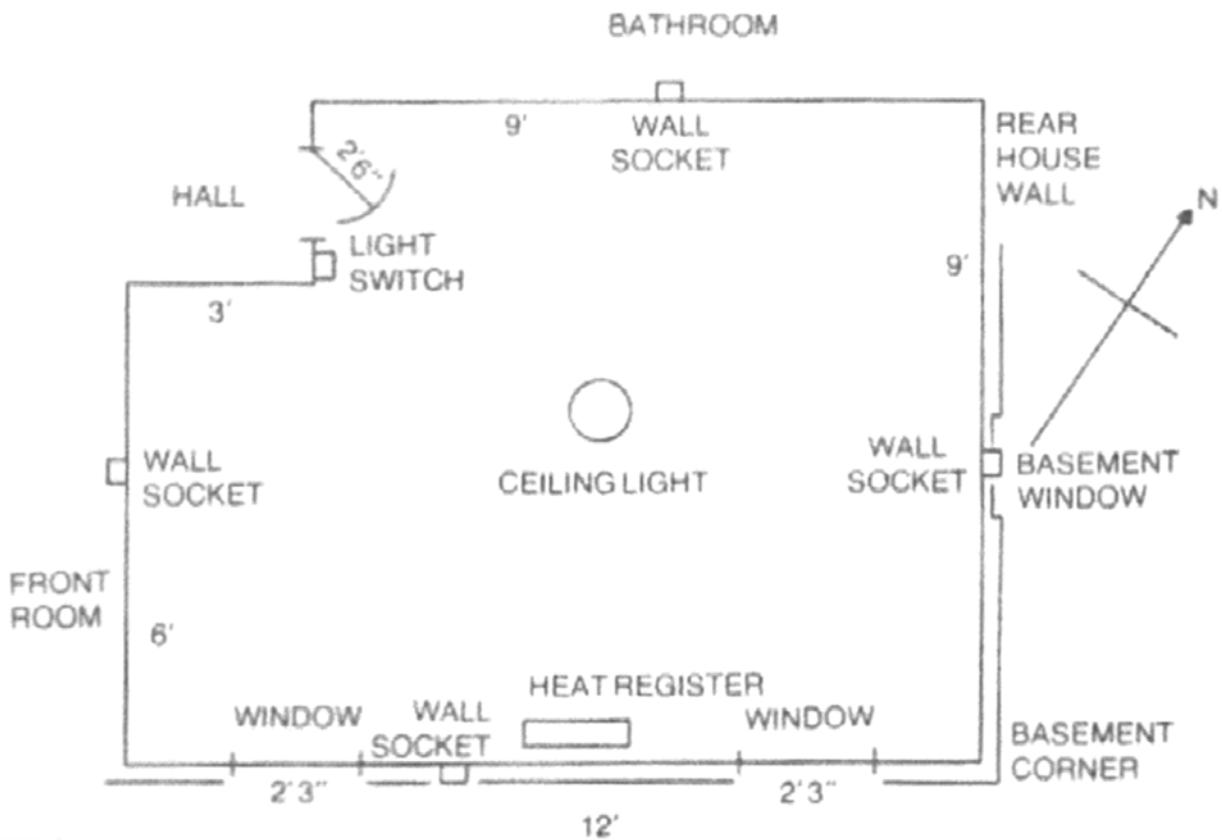 BATHROOM
9'
WALL
SOCKET
REAR
HOUSE
WALL
2'6"
HALL
N
LIGHT
SWITCH
9'
3'
WALL
SOCKET
CEILING LIGHT
WALL
SOCKET
BASEMENT
WINDOW
FRONT
ROOM
6'
HEAT REGISTER
WINDOW
WALL
SOCKET
WINDOW
BASEMENT
CORNER
2'3"
2'3"
12'